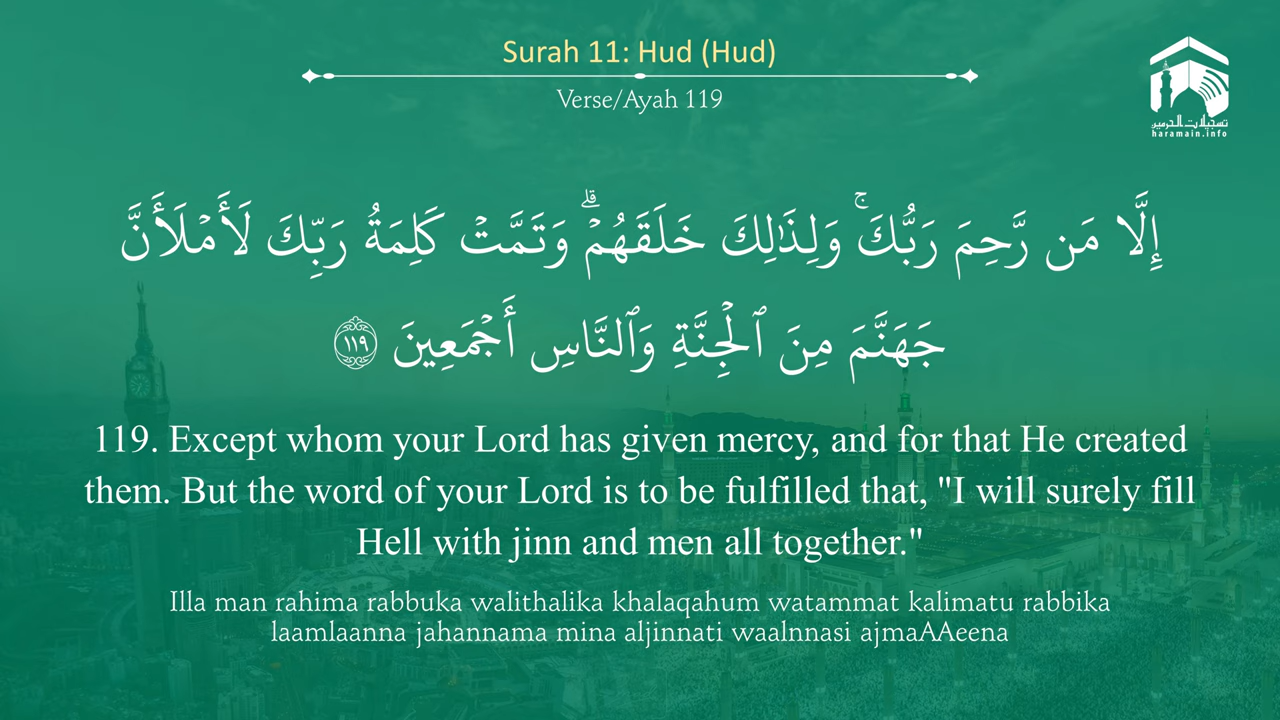 Surah 11: Hud (Hud)
Verse/Ayah 119
تسجيلات الحرمين
haramain.info
إِلَّا مَن رَّحِمَ رَبُّكَ ۚ وَلِذَٰلِكَ خَلَقَهُمْ ۗ وَتَمَّتْ كَلِمَةُ رَبِّكَ لَأَمْلَأَنَّ
جَهَنَّمَ مِنَ ٱلْجِنَّةِ وَٱلنَّاسِ أَجْمَعِينَ ١١٩
119. Except whom your Lord has given mercy, and for that He created
them. But the word of your Lord is to be fulfilled that, "I will surely fill
Hell with jinn and men all together."
Illa man rahima rabbuka walithalika khalaqahum watammat kalimatu rabbika
laamlaanna jahannama mina aljinnati waalnnasi ajmaAAeena